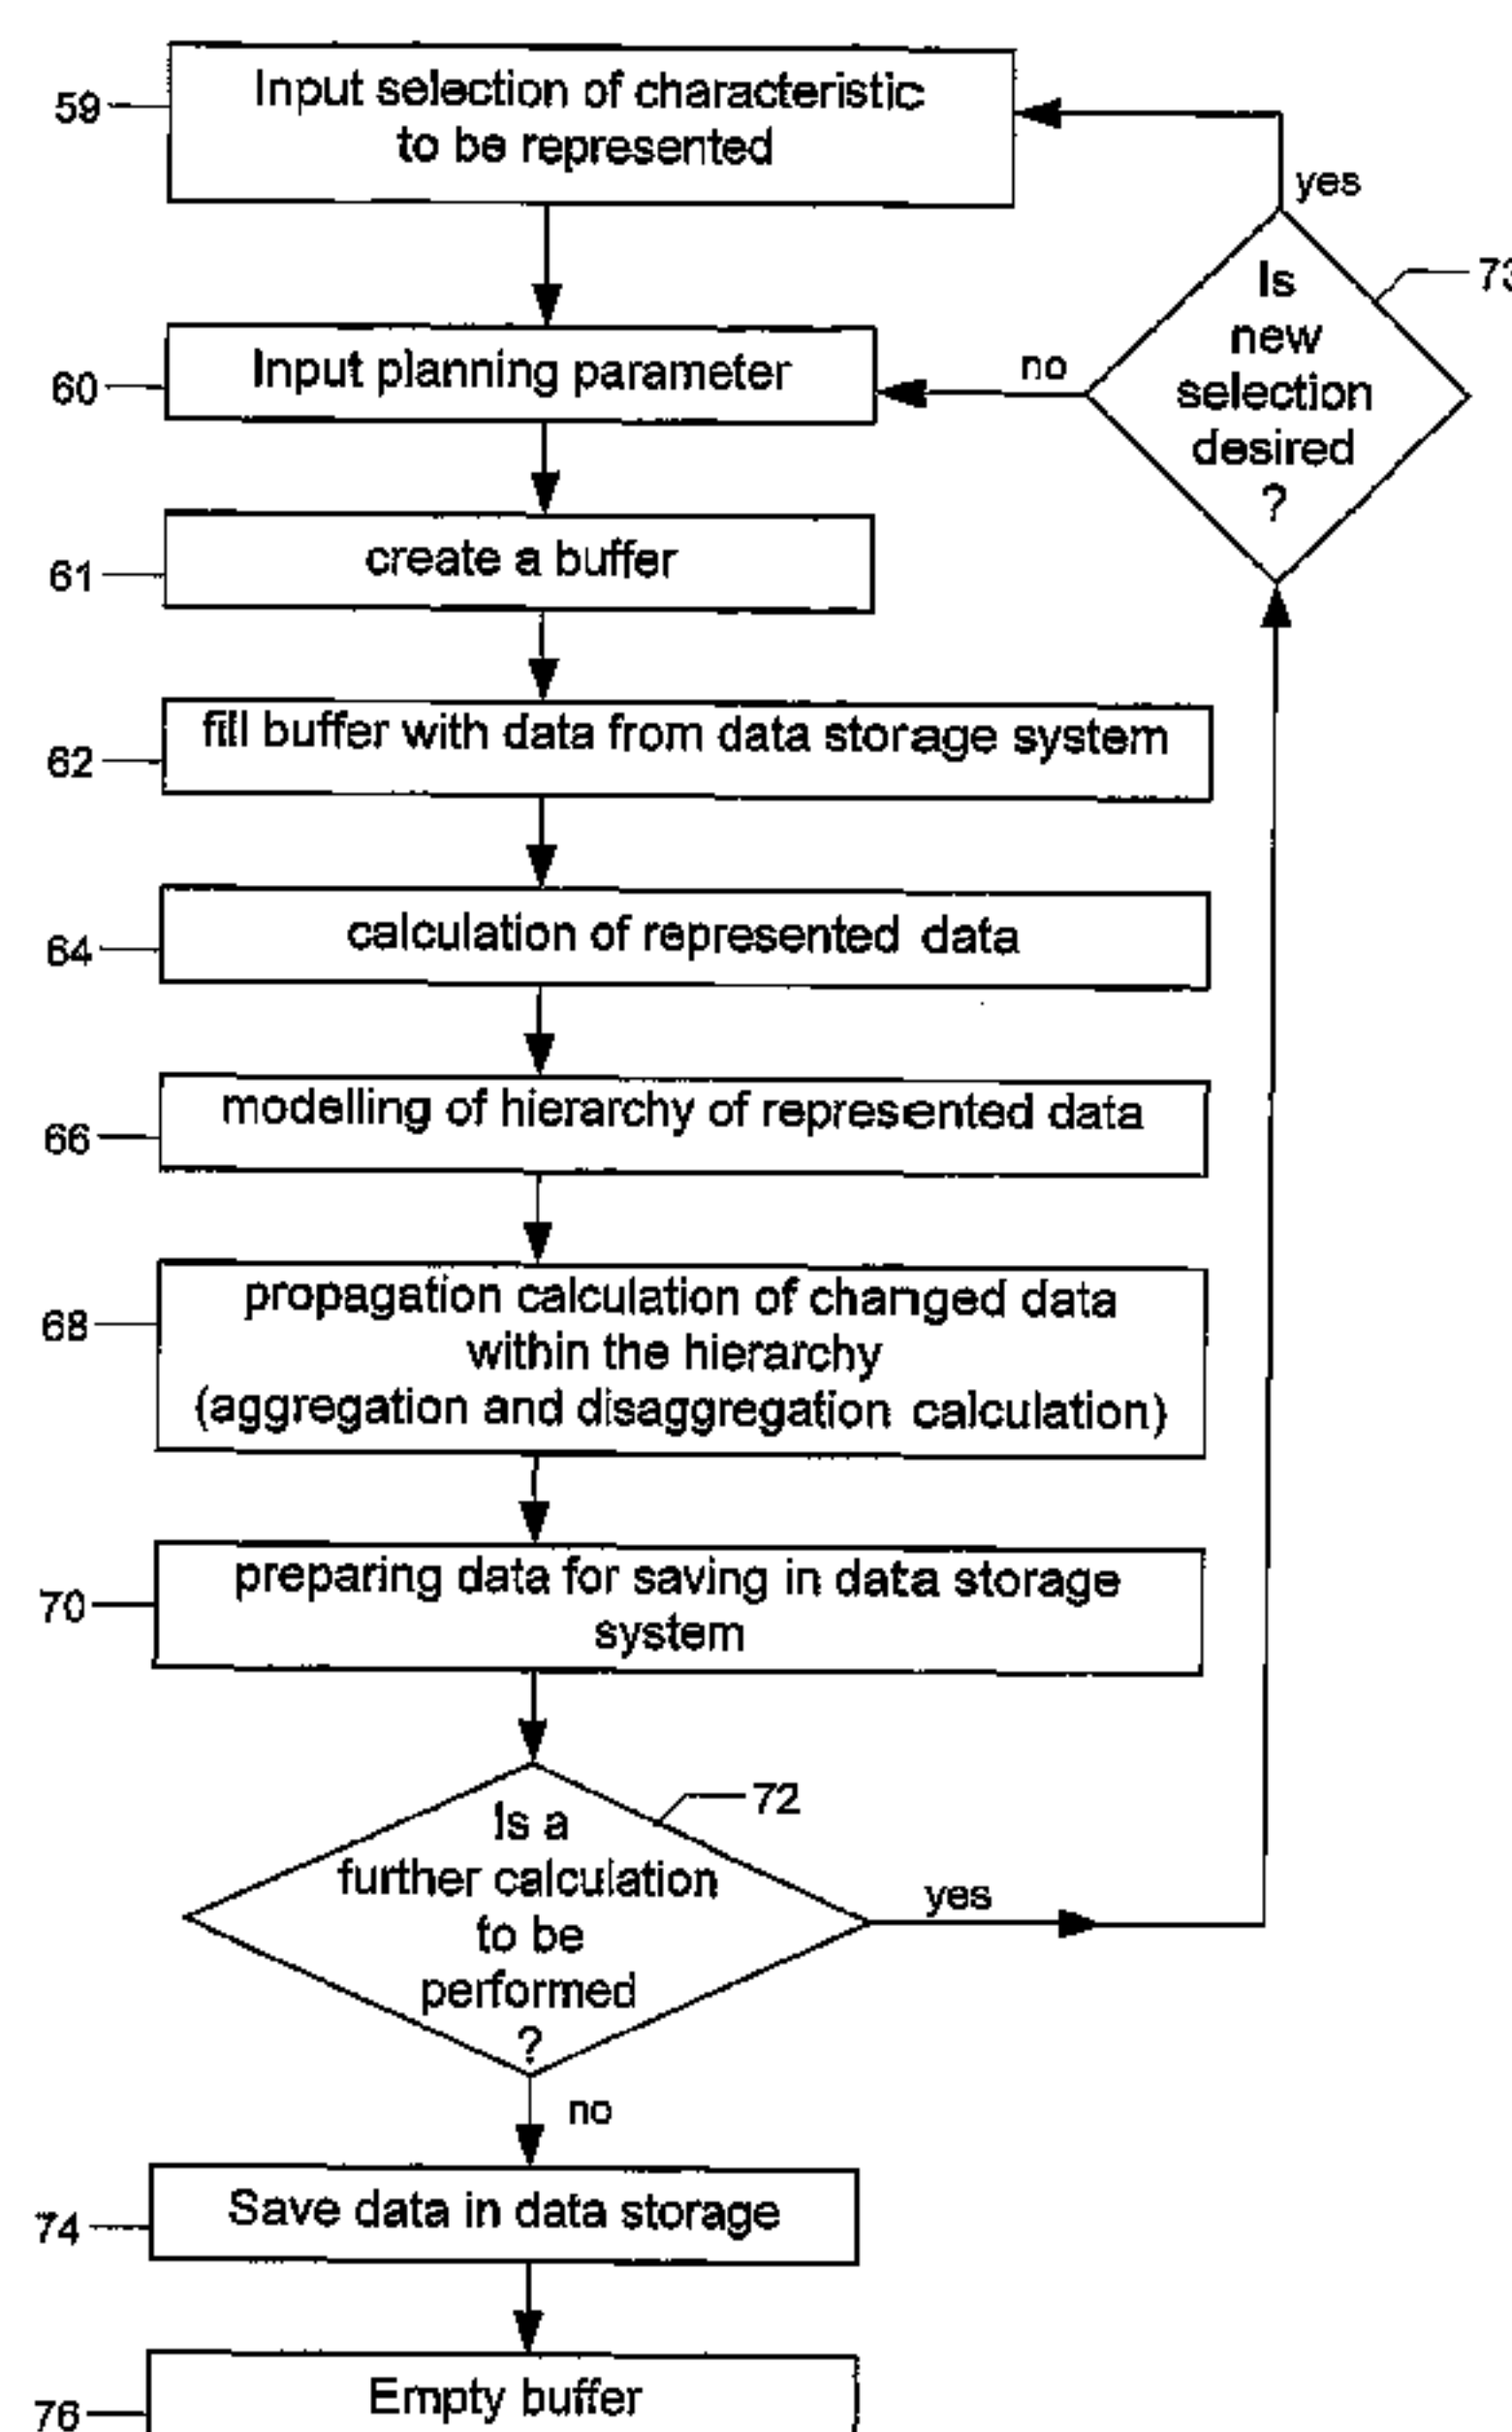 59
Input selection of characteristic
to be represented
yes
Is
new
selection
desired
?
73
no
60
Input planning parameter
61
create a buffer
62
fill buffer with data from data storage system
64
calculation of represented data
66
modelling of hierarchy of represented data
68
propagation calculation of changed data
within the hierarchy
(aggregation and disaggregation calculation)
70
preparing data for saving in data storage
system
72
Is a
further calculation
to be
performed
?
yes
no
74
Save data in data storage
76
Empty buffer